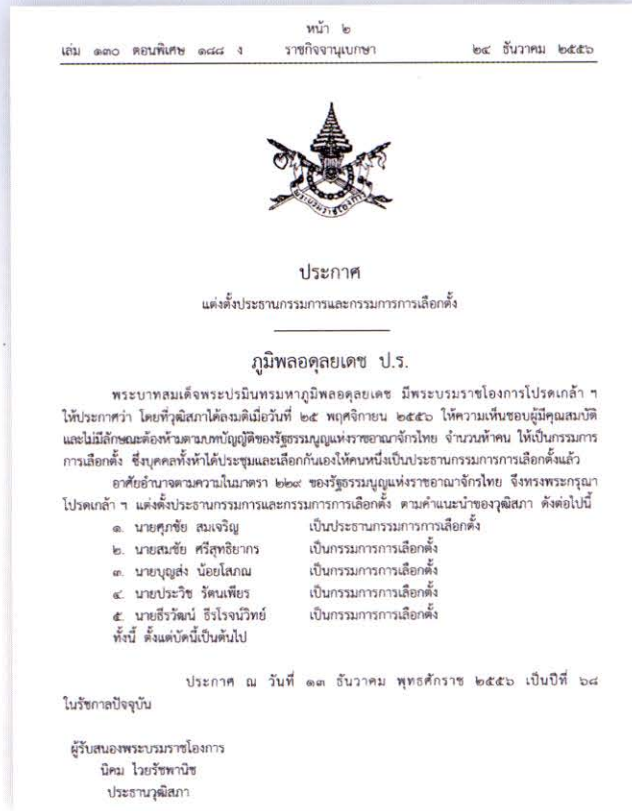 หน้า ๒
เล่ม ๑๓๐ ตอนพิเศษ ๑๘๘ ง ราชกิจจานุเบกษา ๒๔ ธันวาคม ๒๕๕๖
พระบรมราชโองการ
ประกาศ
แต่งตั้งประธานกรรมการและกรรมการการเลือกตั้ง
ภูมิพลอดุลยเดช ป.ร.
พระบาทสมเด็จพระปรมินทรมหาภูมิพลอดุลยเดช มีพระบรมราชโองการโปรดเกล้า ฯ
ให้ประกาศว่า โดยที่วุฒิสภาได้ลงมติเมื่อวันที่ ๒๕ พฤศจิกายน ๒๕๕๖ ให้ความเห็นชอบผู้มีคุณสมบัติ
และไม่มีลักษณะต้องห้ามตามบทบัญญัติของรัฐธรรมนูญแห่งราชอาณาจักรไทย จำนวนห้าคน ให้เป็นกรรมการ
การเลือกตั้ง ซึ่งบุคคลทั้งห้าได้ประชุมและเลือกกันเองให้คนหนึ่งเป็นประธานกรรมการการเลือกตั้งแล้ว
อาศัยอำนาจตามความในมาตรา ๒๒๙ ของรัฐธรรมนูญแห่งราชอาณาจักรไทย จึงทรงพระกรุณา
โปรดเกล้า ฯ แต่งตั้งประธานกรรมการและกรรมการการเลือกตั้ง ตามคำแนะนำของวุฒิสภา ดังต่อไปนี้
๑. นายศุภชัย สมเจริญ เป็นประธานกรรมการการเลือกตั้ง
๒. นายสมชัย ศรีสุทธิยากร เป็นกรรมการการเลือกตั้ง
๓. นายบุญส่ง น้อยโสภณ เป็นกรรมการการเลือกตั้ง
๔. นายประวิช รัตนเพียร เป็นกรรมการการเลือกตั้ง
๕. นายธีรวัฒน์ ธีรโรจน์วิทย์ เป็นกรรมการการเลือกตั้ง
ทั้งนี้ ตั้งแต่บัดนี้เป็นต้นไป
ประกาศ ณ วันที่ ๑๓ ธันวาคม พุทธศักราช ๒๕๕๖ เป็นปีที่ ๖๘
ในรัชกาลปัจจุบัน
ผู้รับสนองพระบรมราชโองการ
นิคม ไวยรัชพานิช
ประธานวุฒิสภา